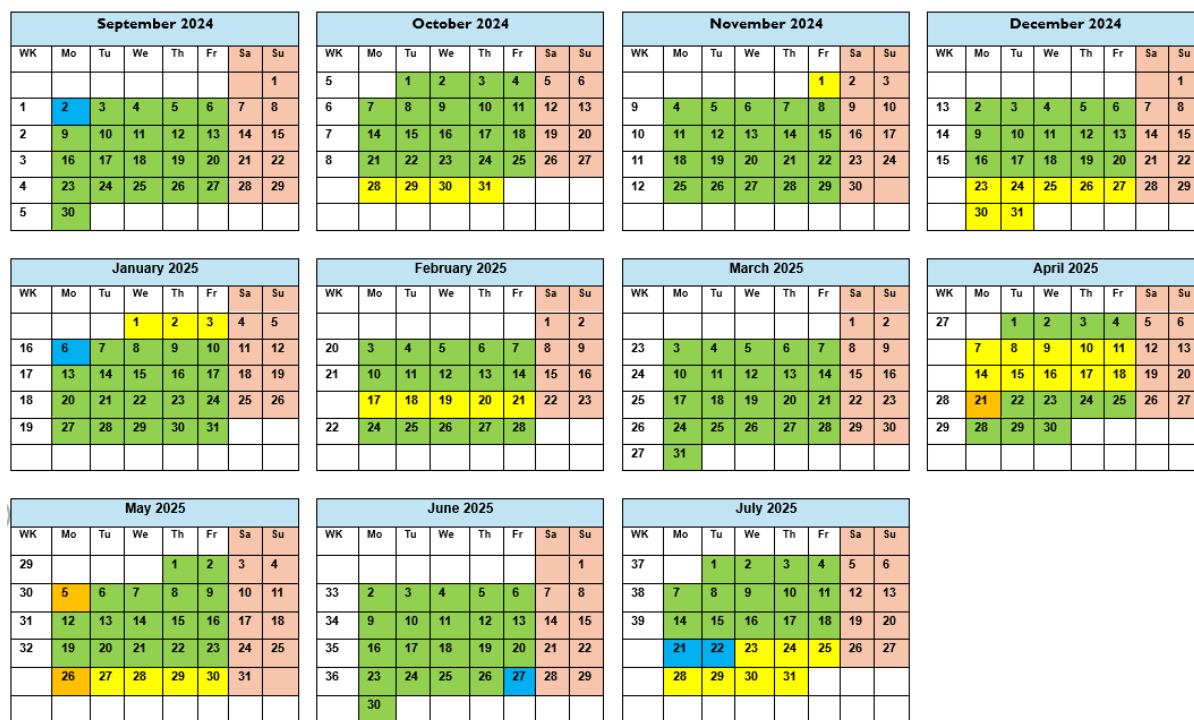 September 2024
WK Mo Tu We Th Fr Sa Su
1
1 2 3 4 5 6 7 8
2 9 10 11 12 13 14 15
3 16 17 18 19 20 21 22
4 23 24 25 26 27 28 29
5 30
October 2024
WK Mo Tu We Th Fr Sa Su
5 1 2 3 4 5 6
6 7 8 9 10 11 12 13
7 14 15 16 17 18 19 20
8 21 22 23 24 25 26 27
28 29 30 31
November 2024
WK Mo Tu We Th Fr Sa Su
1 2 3
9 4 5 6 7 8 9 10
10 11 12 13 14 15 16 17
11 18 19 20 21 22 23 24
12 25 26 27 28 29 30
December 2024
WK Mo Tu We Th Fr Sa Su
1
13 2 3 4 5 6 7 8
14 9 10 11 12 13 14 15
15 16 17 18 19 20 21 22
23 24 25 26 27 28 29
30 31
January 2025
WK Mo Tu We Th Fr Sa Su
1 2 3 4 5
16 6 7 8 9 10 11 12
17 13 14 15 16 17 18 19
18 20 21 22 23 24 25 26
19 27 28 29 30 31
February 2025
WK Mo Tu We Th Fr Sa Su
1 2
20 3 4 5 6 7 8 9
21 10 11 12 13 14 15 16
17 18 19 20 21 22 23
22 24 25 26 27 28
March 2025
WK Mo Tu We Th Fr Sa Su
1 2
23 3 4 5 6 7 8 9
24 10 11 12 13 14 15 16
25 17 18 19 20 21 22 23
26 24 25 26 27 28 29 30
27 31
April 2025
WK Mo Tu We Th Fr Sa Su
27 1 2 3 4 5 6
7 8 9 10 11 12 13
14 15 16 17 18 19 20
28 21 22 23 24 25 26 27
29 28 29 30
May 2025
WK Mo Tu We Th Fr Sa Su
29 1 2 3 4
30 5 6 7 8 9 10 11
31 12 13 14 15 16 17 18
32 19 20 21 22 23 24 25
26 27 28 29 30 31
June 2025
WK Mo Tu We Th Fr Sa Su
1
33 2 3 4 5 6 7 8
34 9 10 11 12 13 14 15
35 16 17 18 19 20 21 22
36 23 24 25 26 27 28 29
30
July 2025
WK Mo Tu We Th Fr Sa Su
37 1 2 3 4 5 6
38 7 8 9 10 11 12 13
39 14 15 16 17 18 19 20
21 22 23 24 25 26 27
28 29 30 31